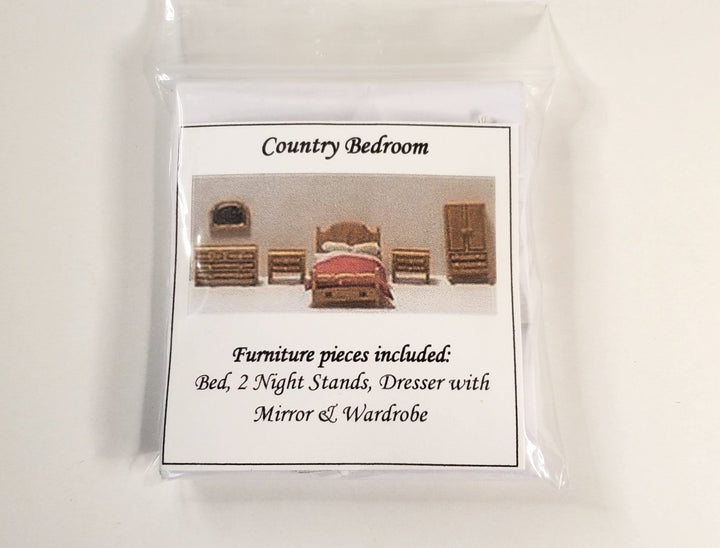 Country Bedroom
Furniture pieces included:
Bed, 2 Night Stands, Dresser with
Mirror & Wardrobe